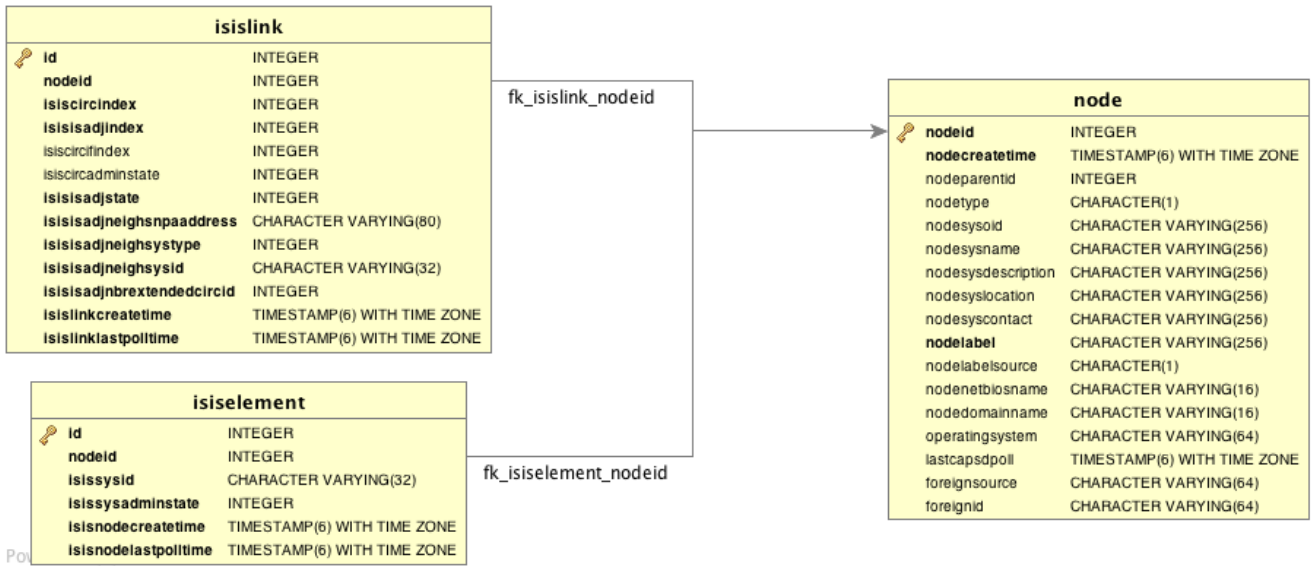 isislink
id INTEGER
nodeid INTEGER
isiscircindex INTEGER
isisisadjindex INTEGER
isiscircifindex INTEGER
isiscircadminstate INTEGER
isisisadjstate INTEGER
isisisadjneighsnpaaddress CHARACTER VARYING(80)
isisisadjneighsystype INTEGER
isisisadjneighsysid CHARACTER VARYING(32)
isisisadjnbrextendedcircid INTEGER
isislinkcreatetime TIMESTAMP(6) WITH TIME ZONE
isislinklastpolltime TIMESTAMP(6) WITH TIME ZONE
fk_isislink_nodeid
isiselement
id INTEGER
nodeid INTEGER
isissysid CHARACTER VARYING(32)
isissysadminstate INTEGER
isisnodecreatetime TIMESTAMP(6) WITH TIME ZONE
isisnodelastpolltime TIMESTAMP(6) WITH TIME ZONE
fk_isiselement_nodeid
node
nodeid INTEGER
nodecreatetime TIMESTAMP(6) WITH TIME ZONE
nodeparentid INTEGER
nodetype CHARACTER(1)
nodesysoid CHARACTER VARYING(256)
nodesysname CHARACTER VARYING(256)
nodesysdescription CHARACTER VARYING(256)
nodesyslocation CHARACTER VARYING(256)
nodesyscontact CHARACTER VARYING(256)
nodelabel CHARACTER VARYING(256)
nodelabelsource CHARACTER(1)
nodenetbiosname CHARACTER VARYING(16)
nodedomainname CHARACTER VARYING(16)
operatingsystem CHARACTER VARYING(64)
lastcapsdpoll TIMESTAMP(6) WITH TIME ZONE
foreignsource CHARACTER VARYING(64)
foreignid CHARACTER VARYING(64)